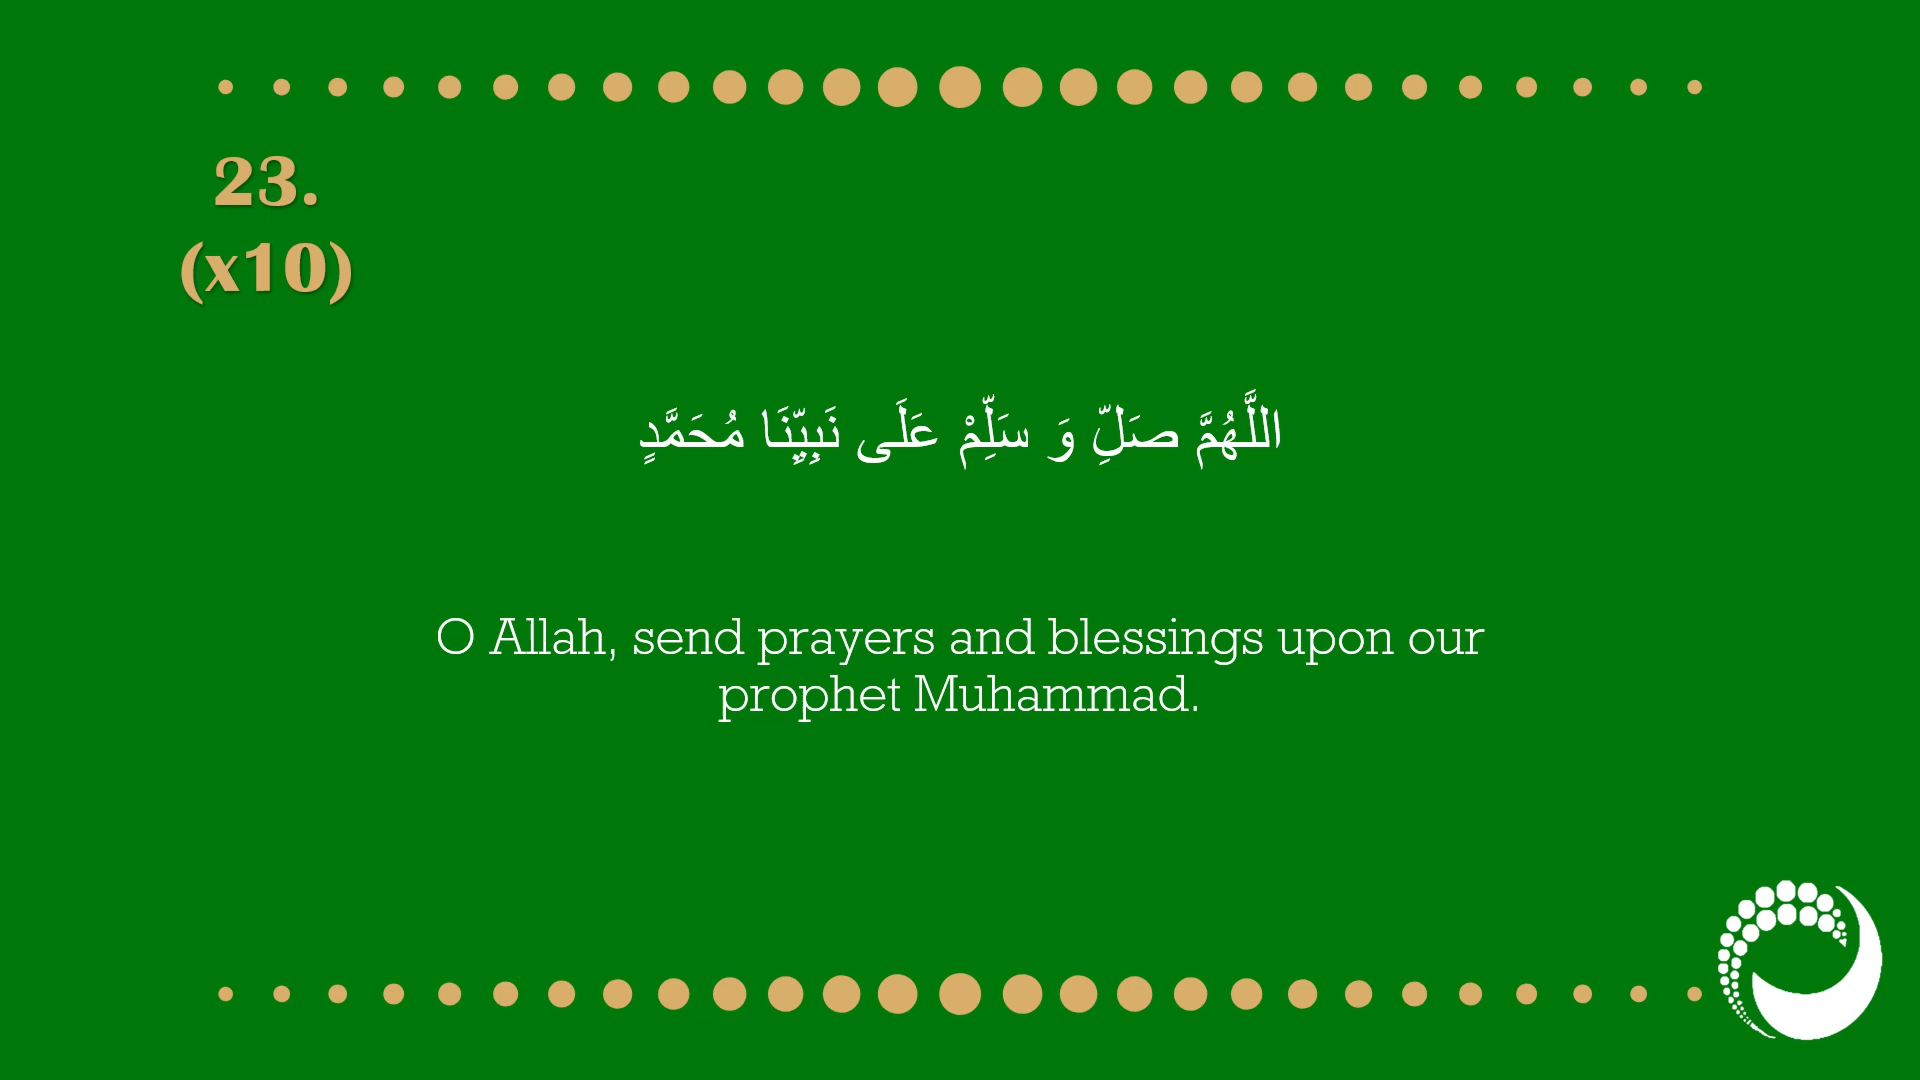 23.
(x10)
اللَّهُمَّ صَلِّ وَ سَلِّمْ عَلَى نَبِيِّنَا مُحَمَّدٍ
O Allah, send prayers and blessings upon our
prophet Muhammad.